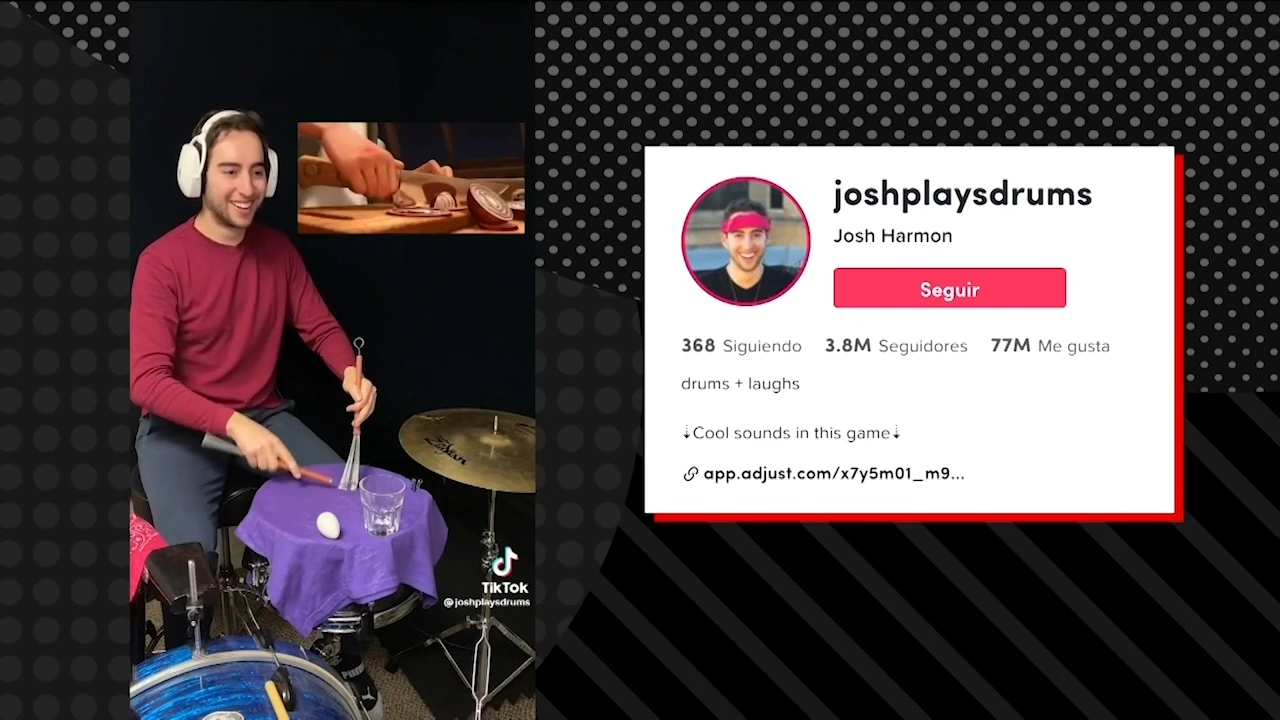 joshplaysdrums
Josh Harmon
Seguir
368 Siguiendo 3.8M Seguidores 77M Me gusta
drums + laughs
⇣Cool sounds in this game⇣
app.adjust.com/x7y5m01_m9...
Zildjian
TikTok
@joshplaysdrums
PUMA